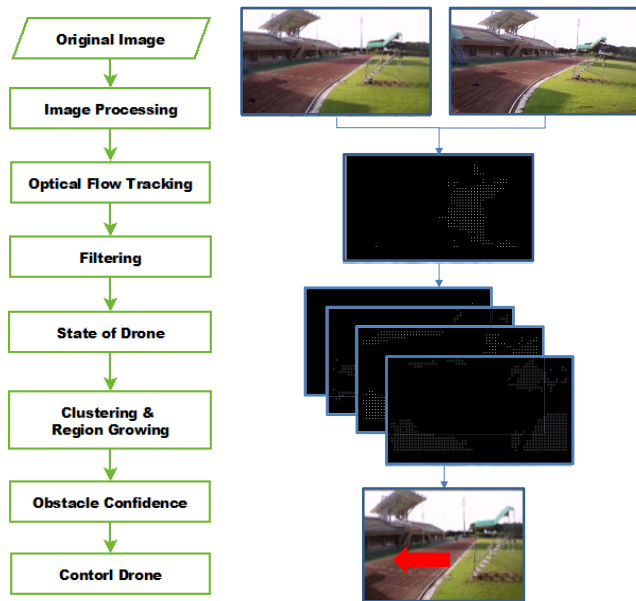 Original Image
Image Processing
Optical Flow Tracking
Filtering
State of Drone
Clustering &
Region Growing
Obstacle Confidence
Contorl Drone